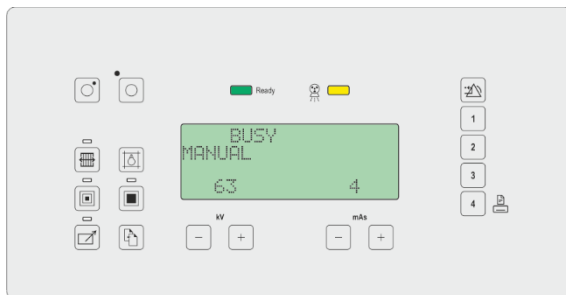 Ready
BUSY
MANUAL
63 4
kV mAs
- + - +
1
2
3
4